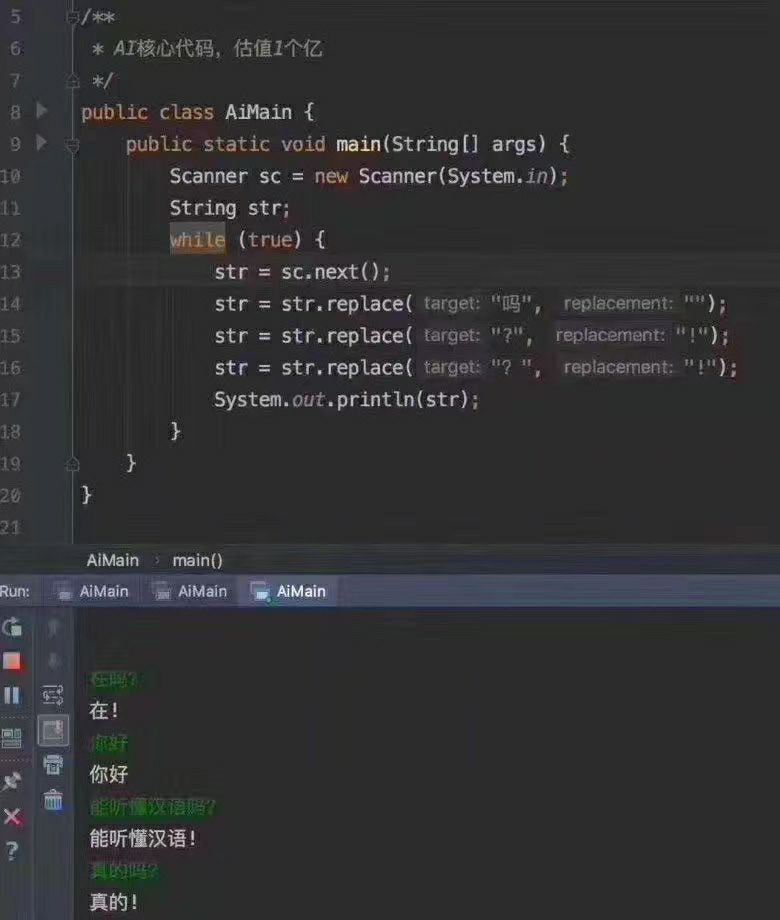 5 /**
6 * AI核心代码，估值1个亿
7 */
8 public class AiMain {
9 public static void main(String[] args) {
10 Scanner sc = new Scanner(System.in);
11 String str;
12 while (true) {
13 str = sc.next();
14 str = str.replace( target: "吗", replacement: "");
15 str = str.replace( target: "?", replacement: "!");
16 str = str.replace( target: "？", replacement: "!");
17 System.out.println(str);
18 }
19 }
20 }
21
AiMain › main()
Run: AiMain AiMain AiMain
在吗?
在!
你好
你好
能听懂汉语吗?
能听懂汉语!
真的吗?
真的!